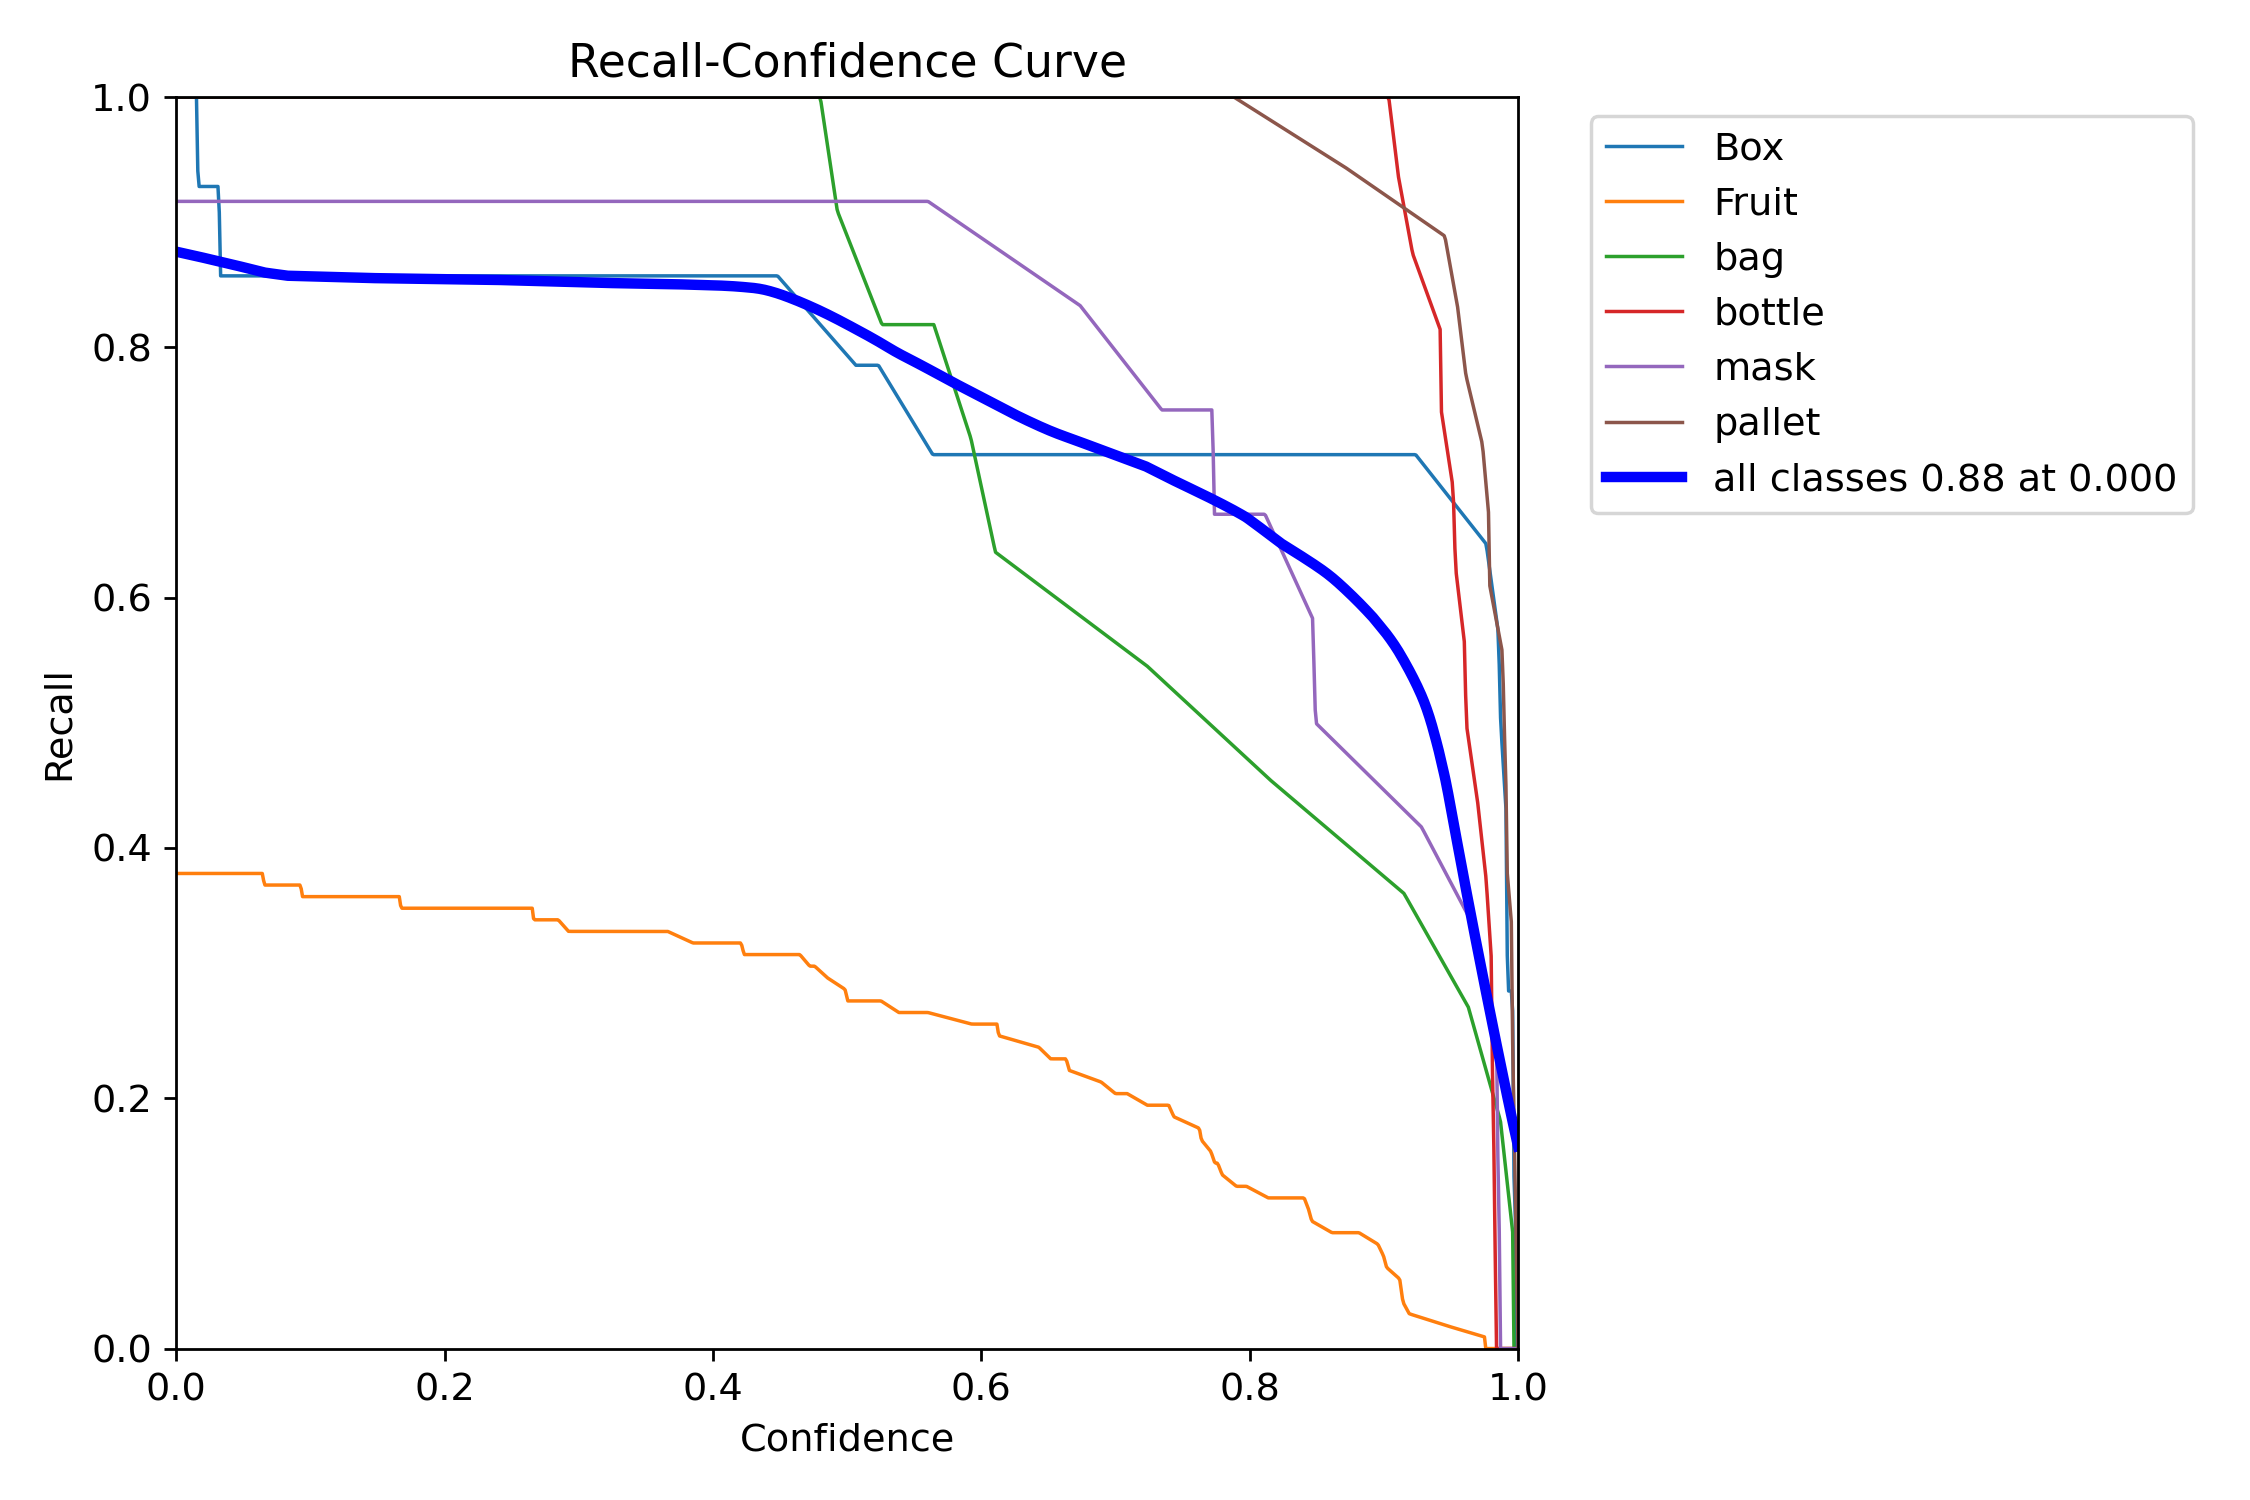 Recall-Confidence Curve
1.0
0.8
0.6
0.4
0.2
0.0
Recall
0.0 0.2 0.4 0.6 0.8 1.0
Confidence
Box
Fruit
bag
bottle
mask
pallet
all classes 0.88 at 0.000